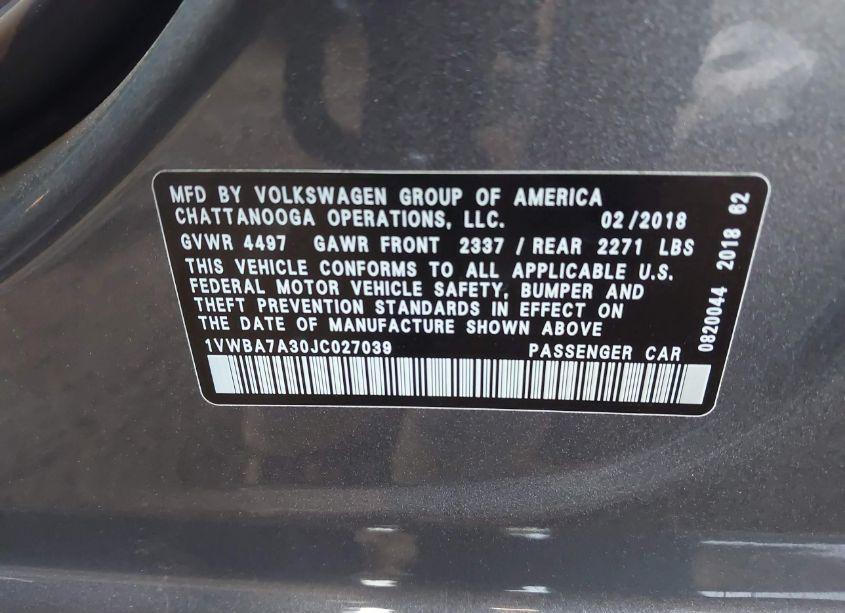 MFD BY VOLKSWAGEN GROUP OF AMERICA
CHATTANOOGA OPERATIONS, LLC. 02/2018
GVWR 4497 GAWR FRONT 2337 / REAR 2271 LBS
THIS VEHICLE CONFORMS TO ALL APPLICABLE U.S.
FEDERAL MOTOR VEHICLE SAFETY, BUMPER AND
THEFT PREVENTION STANDARDS IN EFFECT ON
THE DATE OF MANUFACTURE SHOWN ABOVE
1VWBA7A30JC027039 PASSENGER CAR
0820044 2018 62